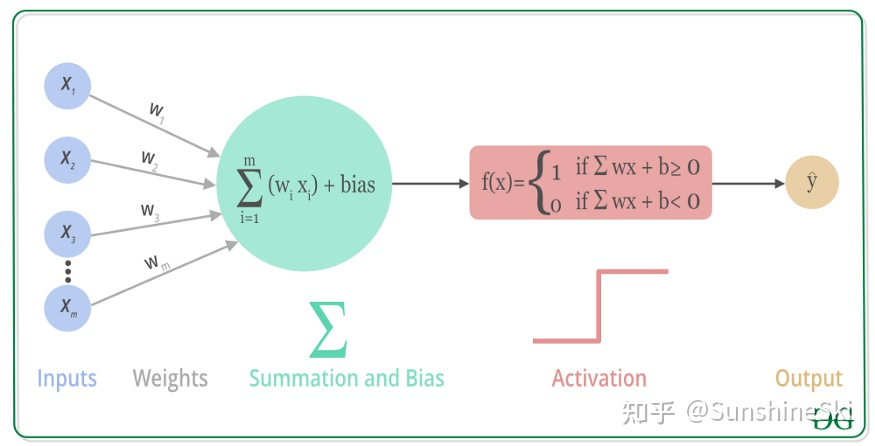 X1
X2
X3
Xm
W1
W2
W3
Wm
m
∑ (wi xi) + bias
i=1
f(x)={ 1 if ∑ wx + b ≥ 0
0 if ∑ wx + b < 0
ŷ
∑
Inputs
Weights
Summation and Bias
Activation
Output
知乎 @SunshineSki